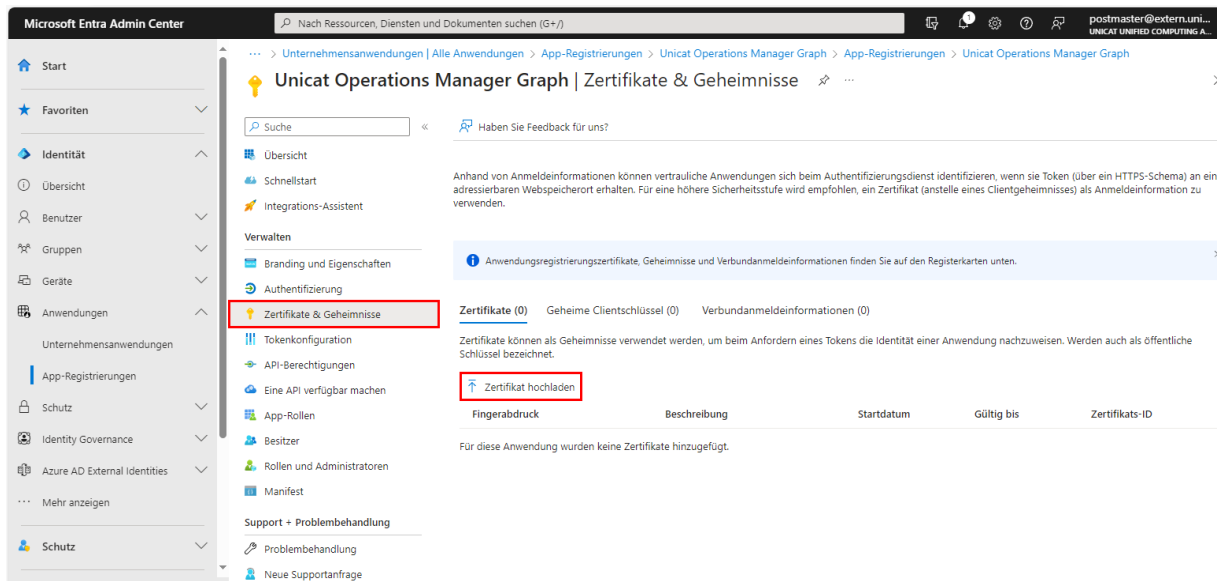 Microsoft Entra Admin Center
Nach Ressourcen, Diensten und Dokumenten suchen (G+/)
1
postmaster@extern.uni...
UNICAT UNIFIED COMPUTING A...
Start
Favoriten
Identität
Übersicht
Benutzer
Gruppen
Geräte
Anwendungen
Unternehmensanwendungen
App-Registrierungen
Schutz
Identity Governance
Azure AD External Identities
··· Mehr anzeigen
Schutz
··· > Unternehmensanwendungen | Alle Anwendungen > App-Registrierungen > Unicat Operations Manager Graph > App-Registrierungen > Unicat Operations Manager Graph
Unicat Operations Manager Graph | Zertifikate & Geheimnisse ···
Suche «
Übersicht
Schnellstart
Integrations-Assistent
Verwalten
Branding und Eigenschaften
Authentifizierung
Zertifikate & Geheimnisse
Tokenkonfiguration
API-Berechtigungen
Eine API verfügbar machen
App-Rollen
Besitzer
Rollen und Administratoren
Manifest
Support + Problembehandlung
Problembehandlung
Neue Supportanfrage
Haben Sie Feedback für uns?
Anhand von Anmeldeinformationen können vertrauliche Anwendungen sich beim Authentifizierungsdienst identifizieren, wenn sie Token (über ein HTTPS-Schema) an ein
adressierbaren Webspeicherort erhalten. Für eine höhere Sicherheitsstufe wird empfohlen, ein Zertifikat (anstelle eines Clientgeheimnisses) als Anmeldeinformation zu
verwenden.
Anwendungsregistrierungszertifikate, Geheimnisse und Verbundanmeldeinformationen finden Sie auf den Registerkarten unten.
Zertifikate (0) Geheime Clientschlüssel (0) Verbundanmeldeinformationen (0)
Zertifikate können als Geheimnisse verwendet werden, um beim Anfordern eines Tokens die Identität einer Anwendung nachzuweisen. Werden auch als öffentliche
Schlüssel bezeichnet.
Zertifikat hochladen
Fingerabdruck Beschreibung Startdatum Gültig bis Zertifikats-ID
Für diese Anwendung wurden keine Zertifikate hinzugefügt.